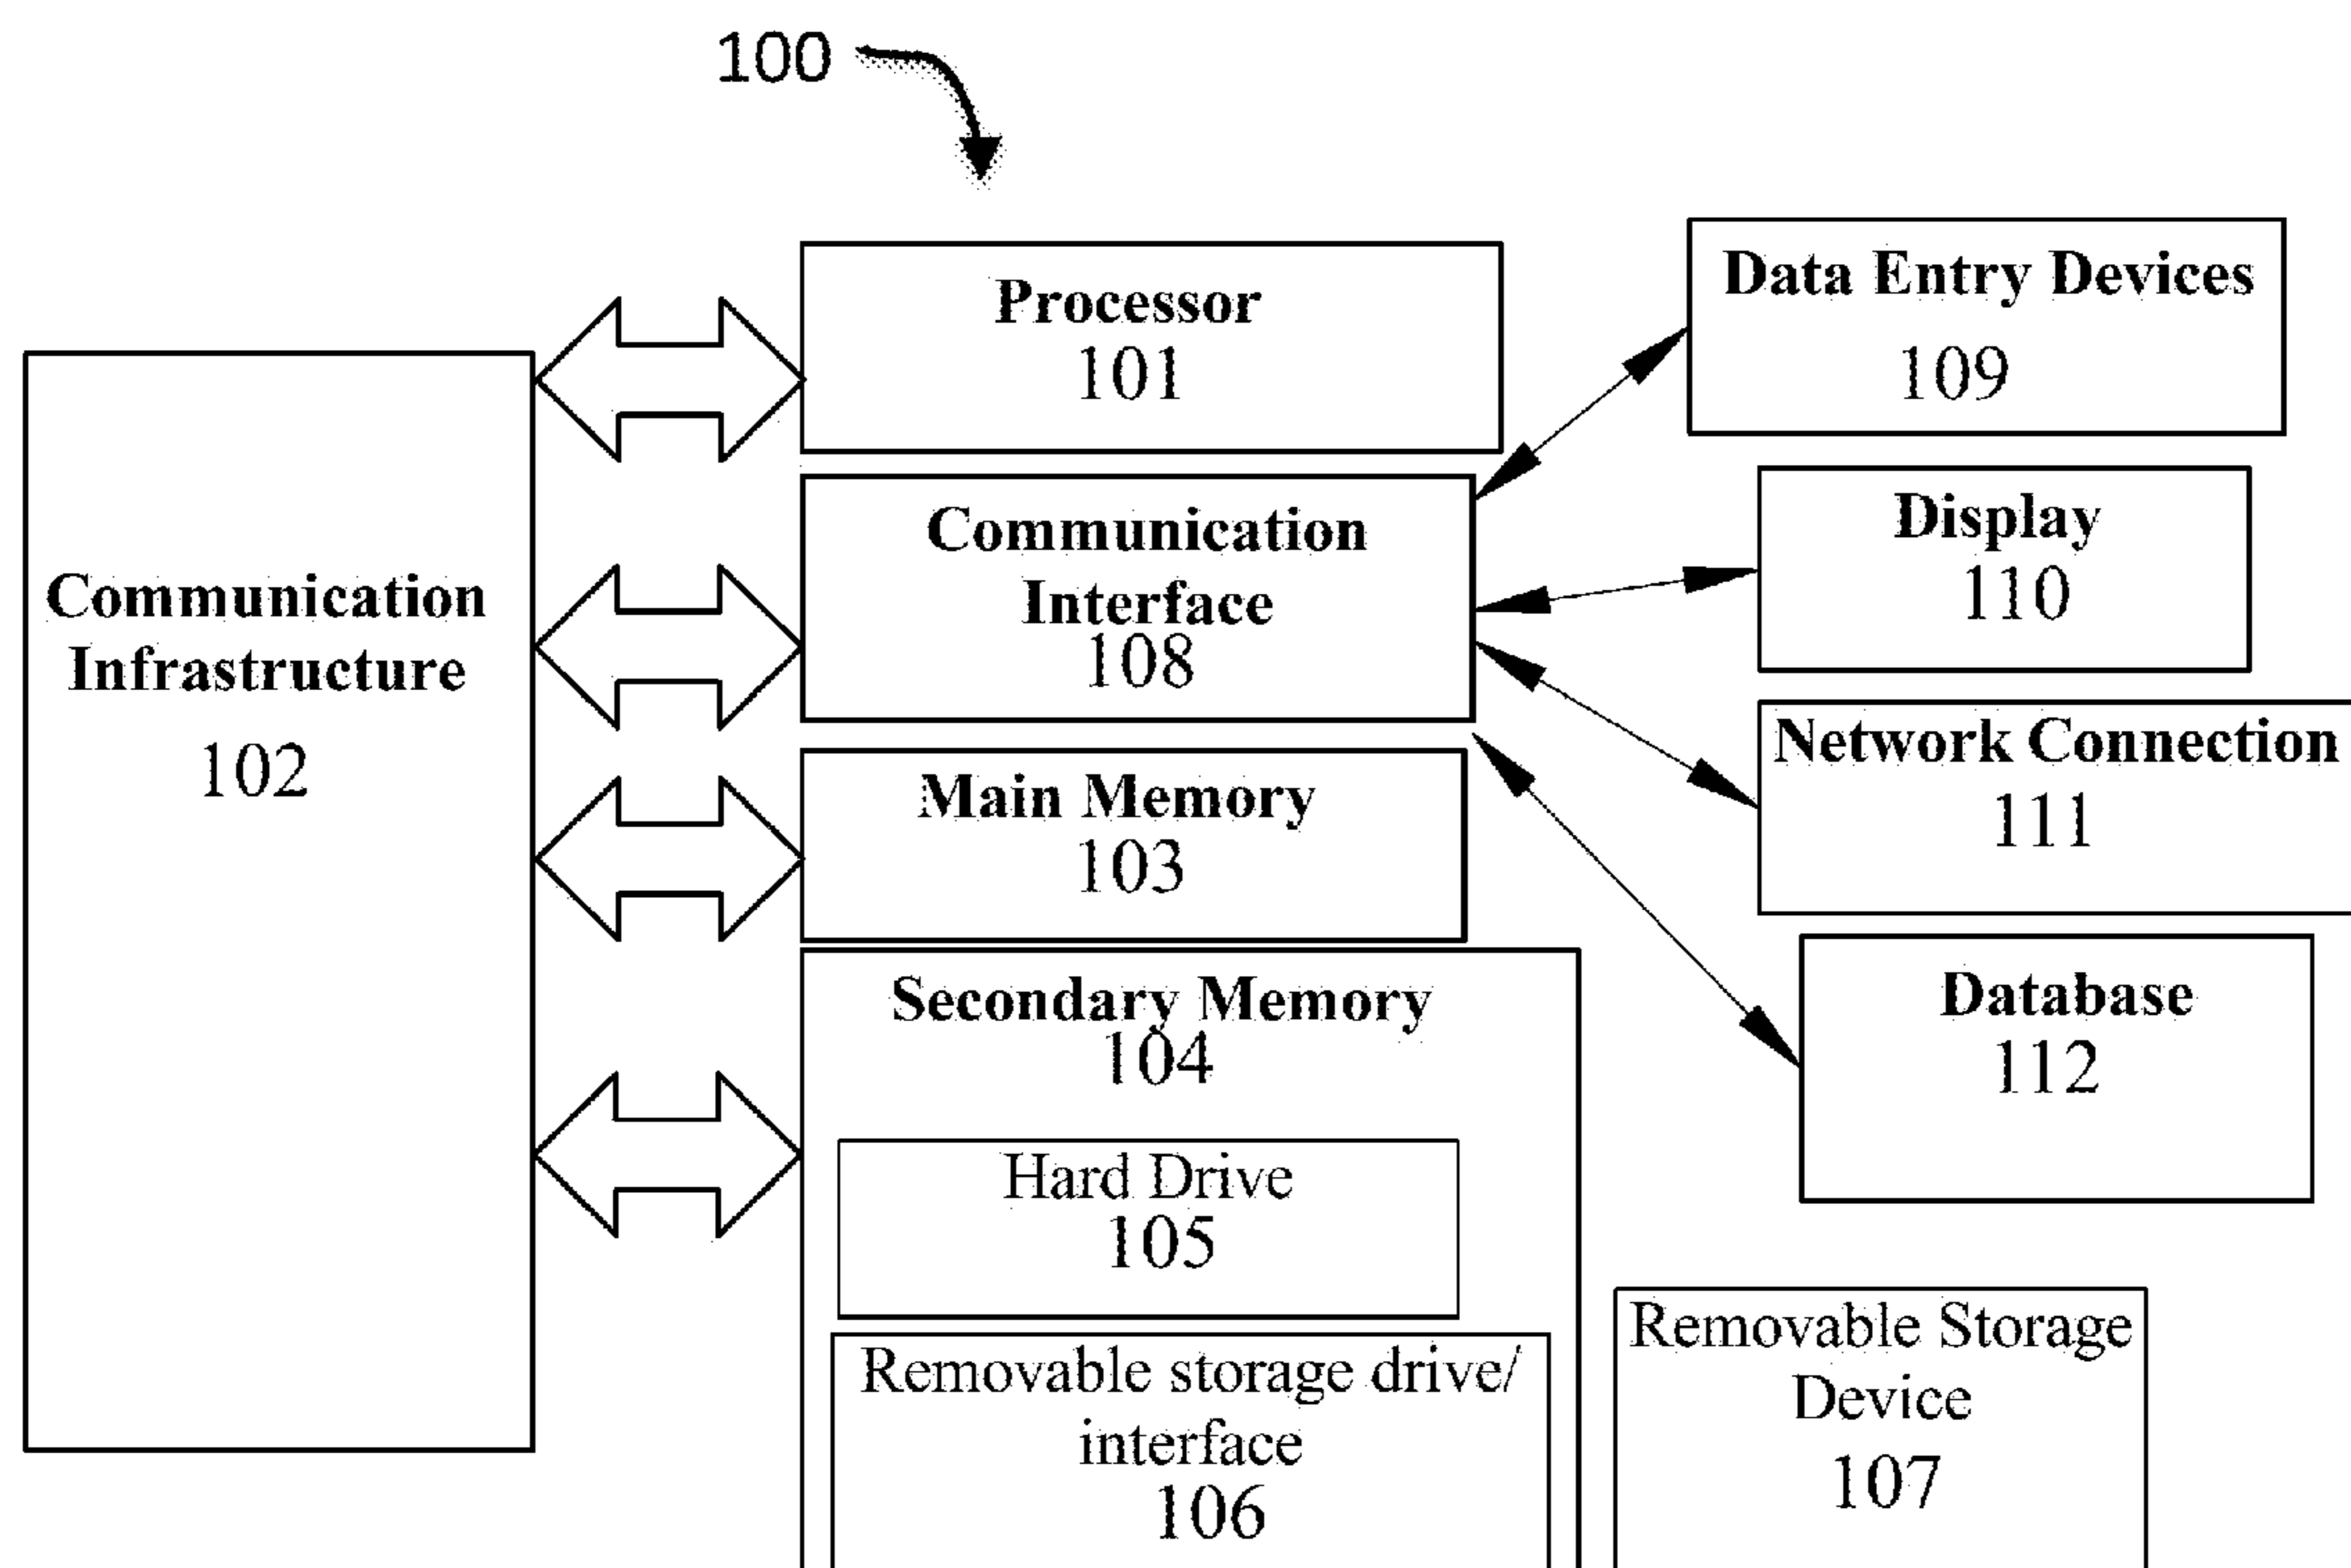 100
Processor
101
Data Entry Devices
109
Communication
Interface
108
Display
110
Communication
Infrastructure
102
Network Connection
111
Main Memory
103
Database
112
Secondary Memory
104
Hard Drive
105
Removable storage drive/
interface
106
Removable Storage
Device
107